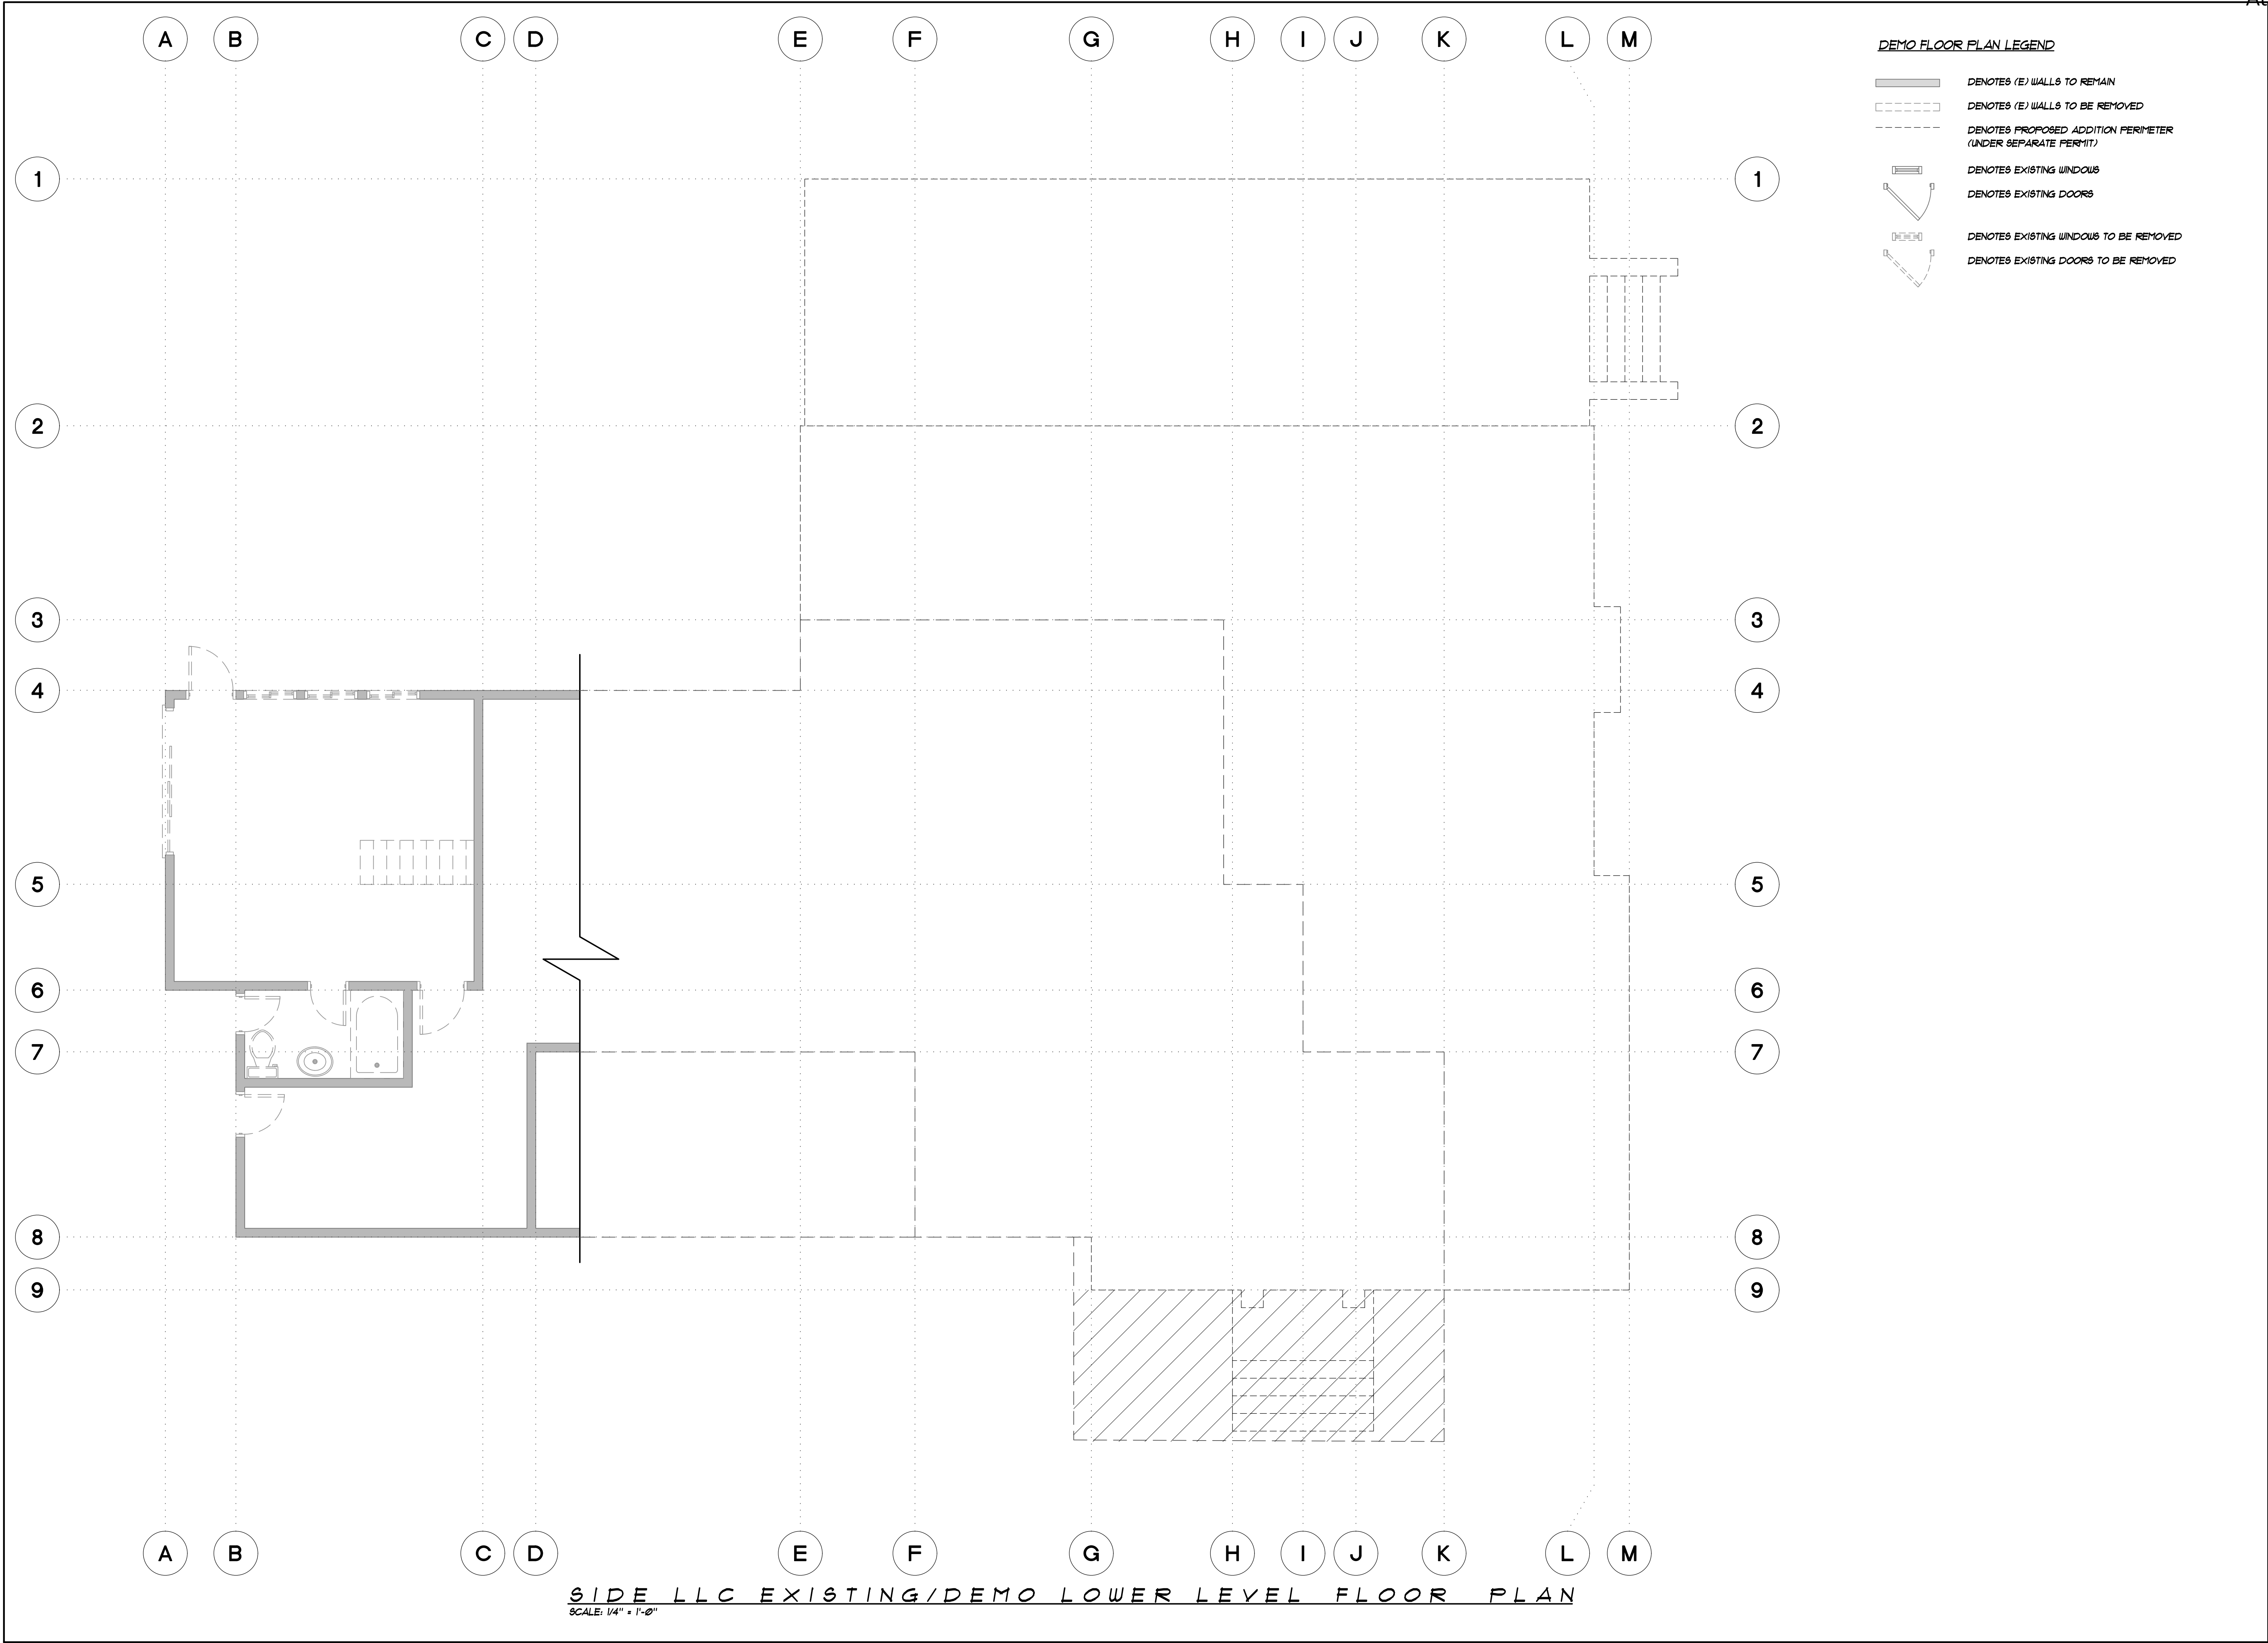 A B C D E F G H I J K L M
DEMO FLOOR PLAN LEGEND
DENOTES (E) WALLS TO REMAIN
DENOTES (E) WALLS TO BE REMOVED
DENOTES PROPOSED ADDITION PERIMETER
(UNDER SEPARATE PERMIT)
DENOTES EXISTING WINDOWS
DENOTES EXISTING DOORS
DENOTES EXISTING WINDOWS TO BE REMOVED
DENOTES EXISTING DOORS TO BE REMOVED
1 1
2 2
3 3
4 4
5 5
6 6
7 7
8 8
9 9
A B C D E F G H I J K L M
SIDE LLC EXISTING/DEMO LOWER LEVEL FLOOR PLAN
SCALE: 1/4" = 1'-0"